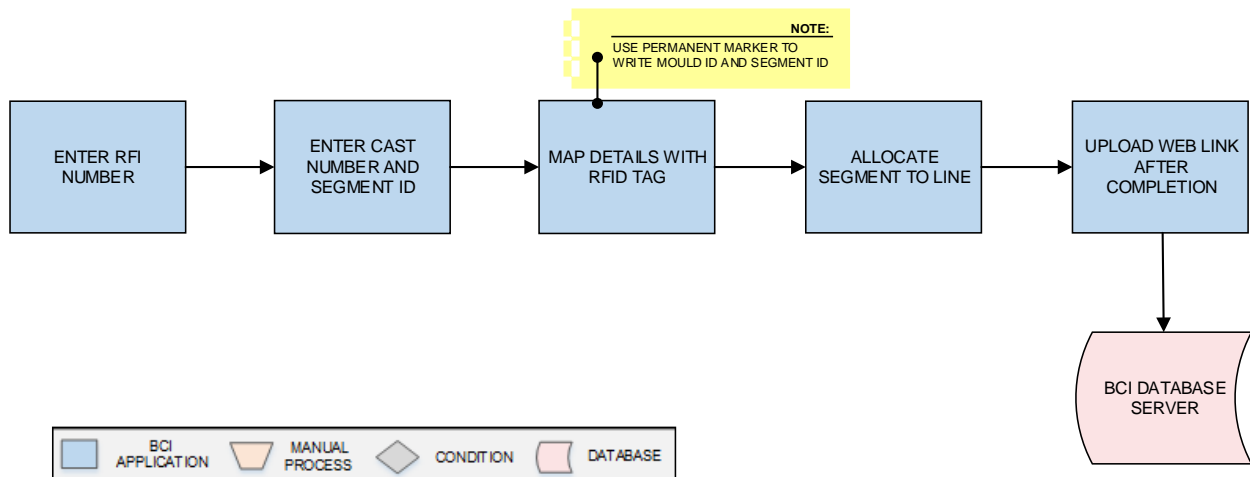 NOTE:
USE PERMANENT MARKER TO
WRITE MOULD ID AND SEGMENT ID
ENTER RFI
NUMBER
ENTER CAST
NUMBER AND
SEGMENT ID
MAP DETAILS WITH
RFID TAG
ALLOCATE
SEGMENT TO LINE
UPLOAD WEB LINK
AFTER
COMPLETION
BCI DATABASE
SERVER
BCI
APPLICATION
MANUAL
PROCESS
CONDITION
DATABASE